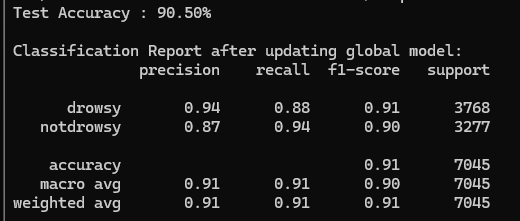 Test Accuracy : 90.50%
Classification Report after updating global model:
precision recall f1-score support
drowsy 0.94 0.88 0.91 3768
notdrowsy 0.87 0.94 0.90 3277
accuracy 0.91 7045
macro avg 0.91 0.91 0.90 7045
weighted avg 0.91 0.91 0.91 7045